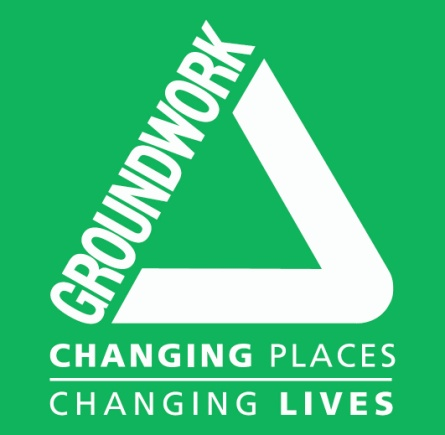 GROUNDWORK
CHANGING PLACES
CHANGING LIVES